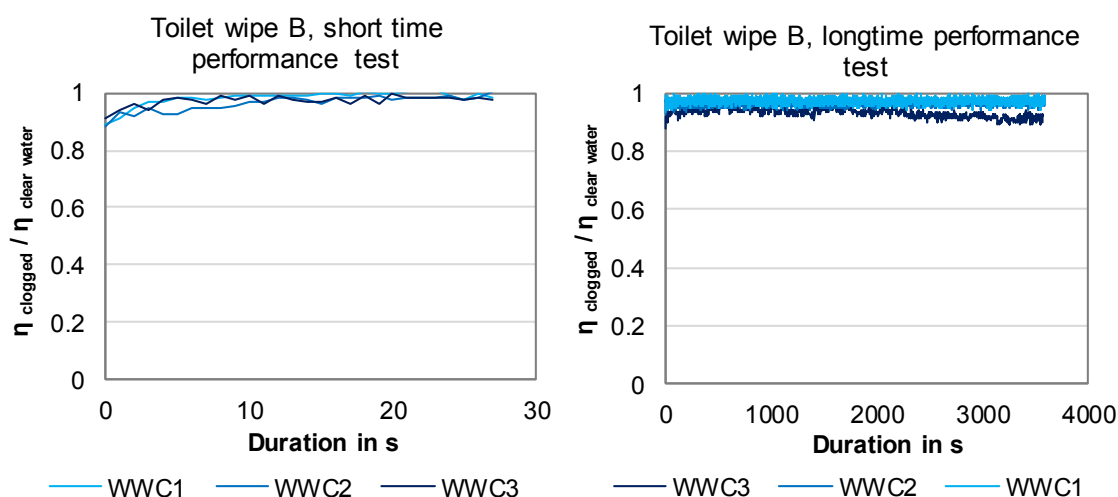 Toilet wipe B, short time
performance test
1
0.8
0.6
0.4
0.2
0
η clogged / η clear water
0
10
20
30
Duration in s
WWC1
WWC2
WWC3
Toilet wipe B, longtime performance
test
1
0.8
0.6
0.4
0.2
0
η clogged / η clear water
0
1000
2000
3000
4000
Duration in s
WWC3
WWC2
WWC1